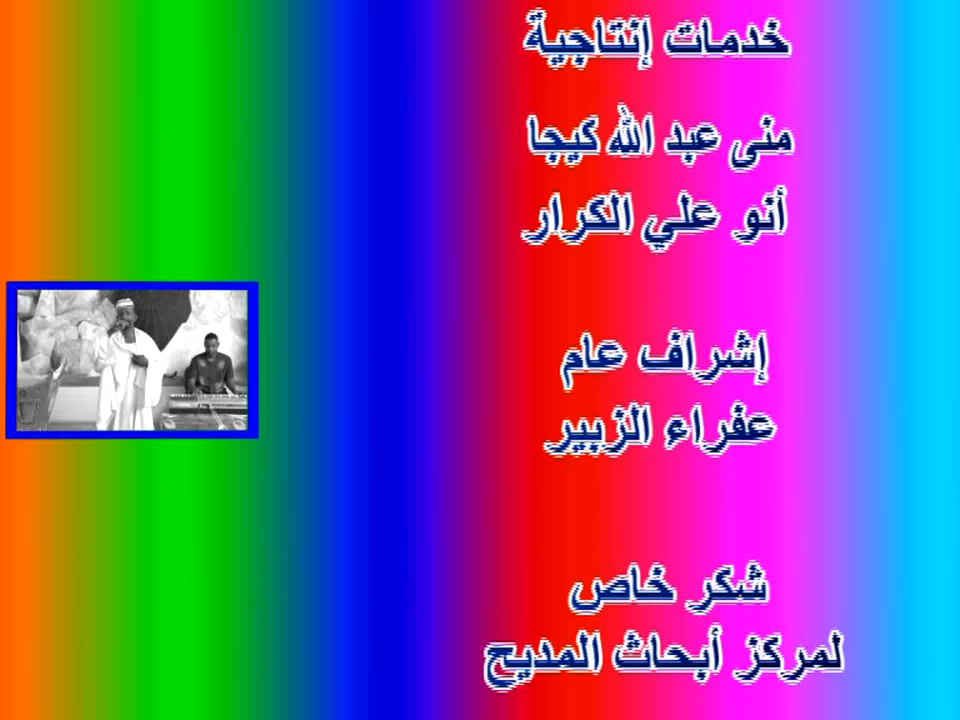 خدمات إنتاجية
منى عبد الله كيجا
أنو علي الكرار
إشراف عام
عفراء الزبير
شكر خاص
لمركز أبحاث المديح